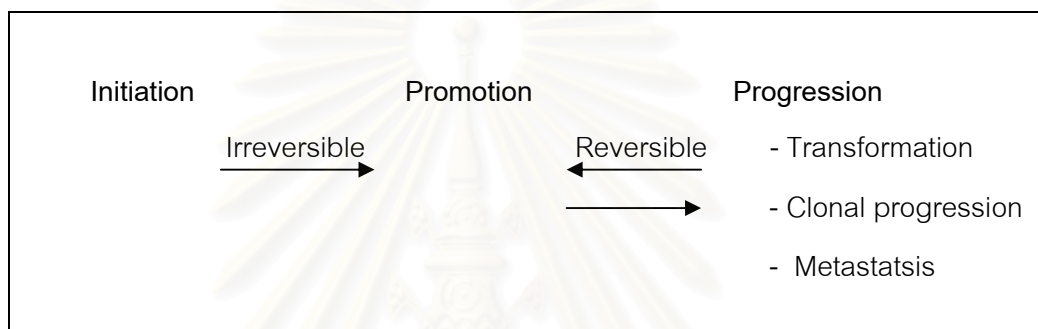 Initiation Promotion Progression
Irreversible Reversible - Transformation
- Clonal progression
- Metastatsis